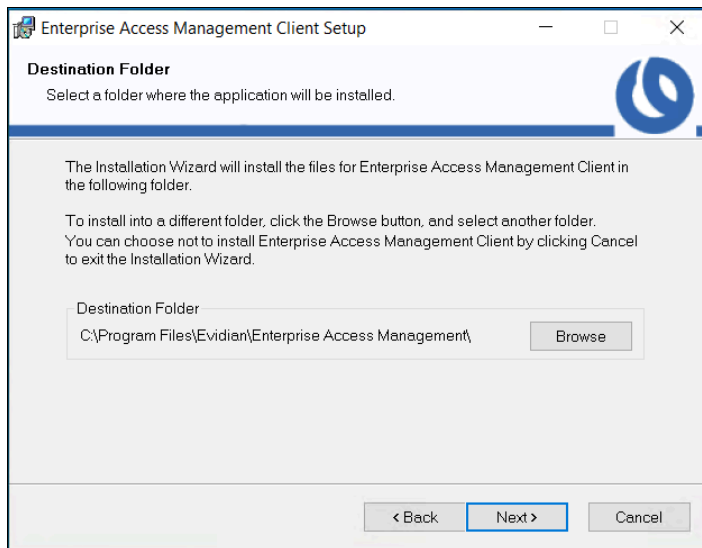 Enterprise Access Management Client Setup
Destination Folder
Select a folder where the application will be installed.
The Installation Wizard will install the files for Enterprise Access Management Client in
the following folder.
To install into a different folder, click the Browse button, and select another folder.
You can choose not to install Enterprise Access Management Client by clicking Cancel
to exit the Installation Wizard.
Destination Folder
C:\Program Files\Evidian\Enterprise Access Management\
Browse
< Back
Next >
Cancel